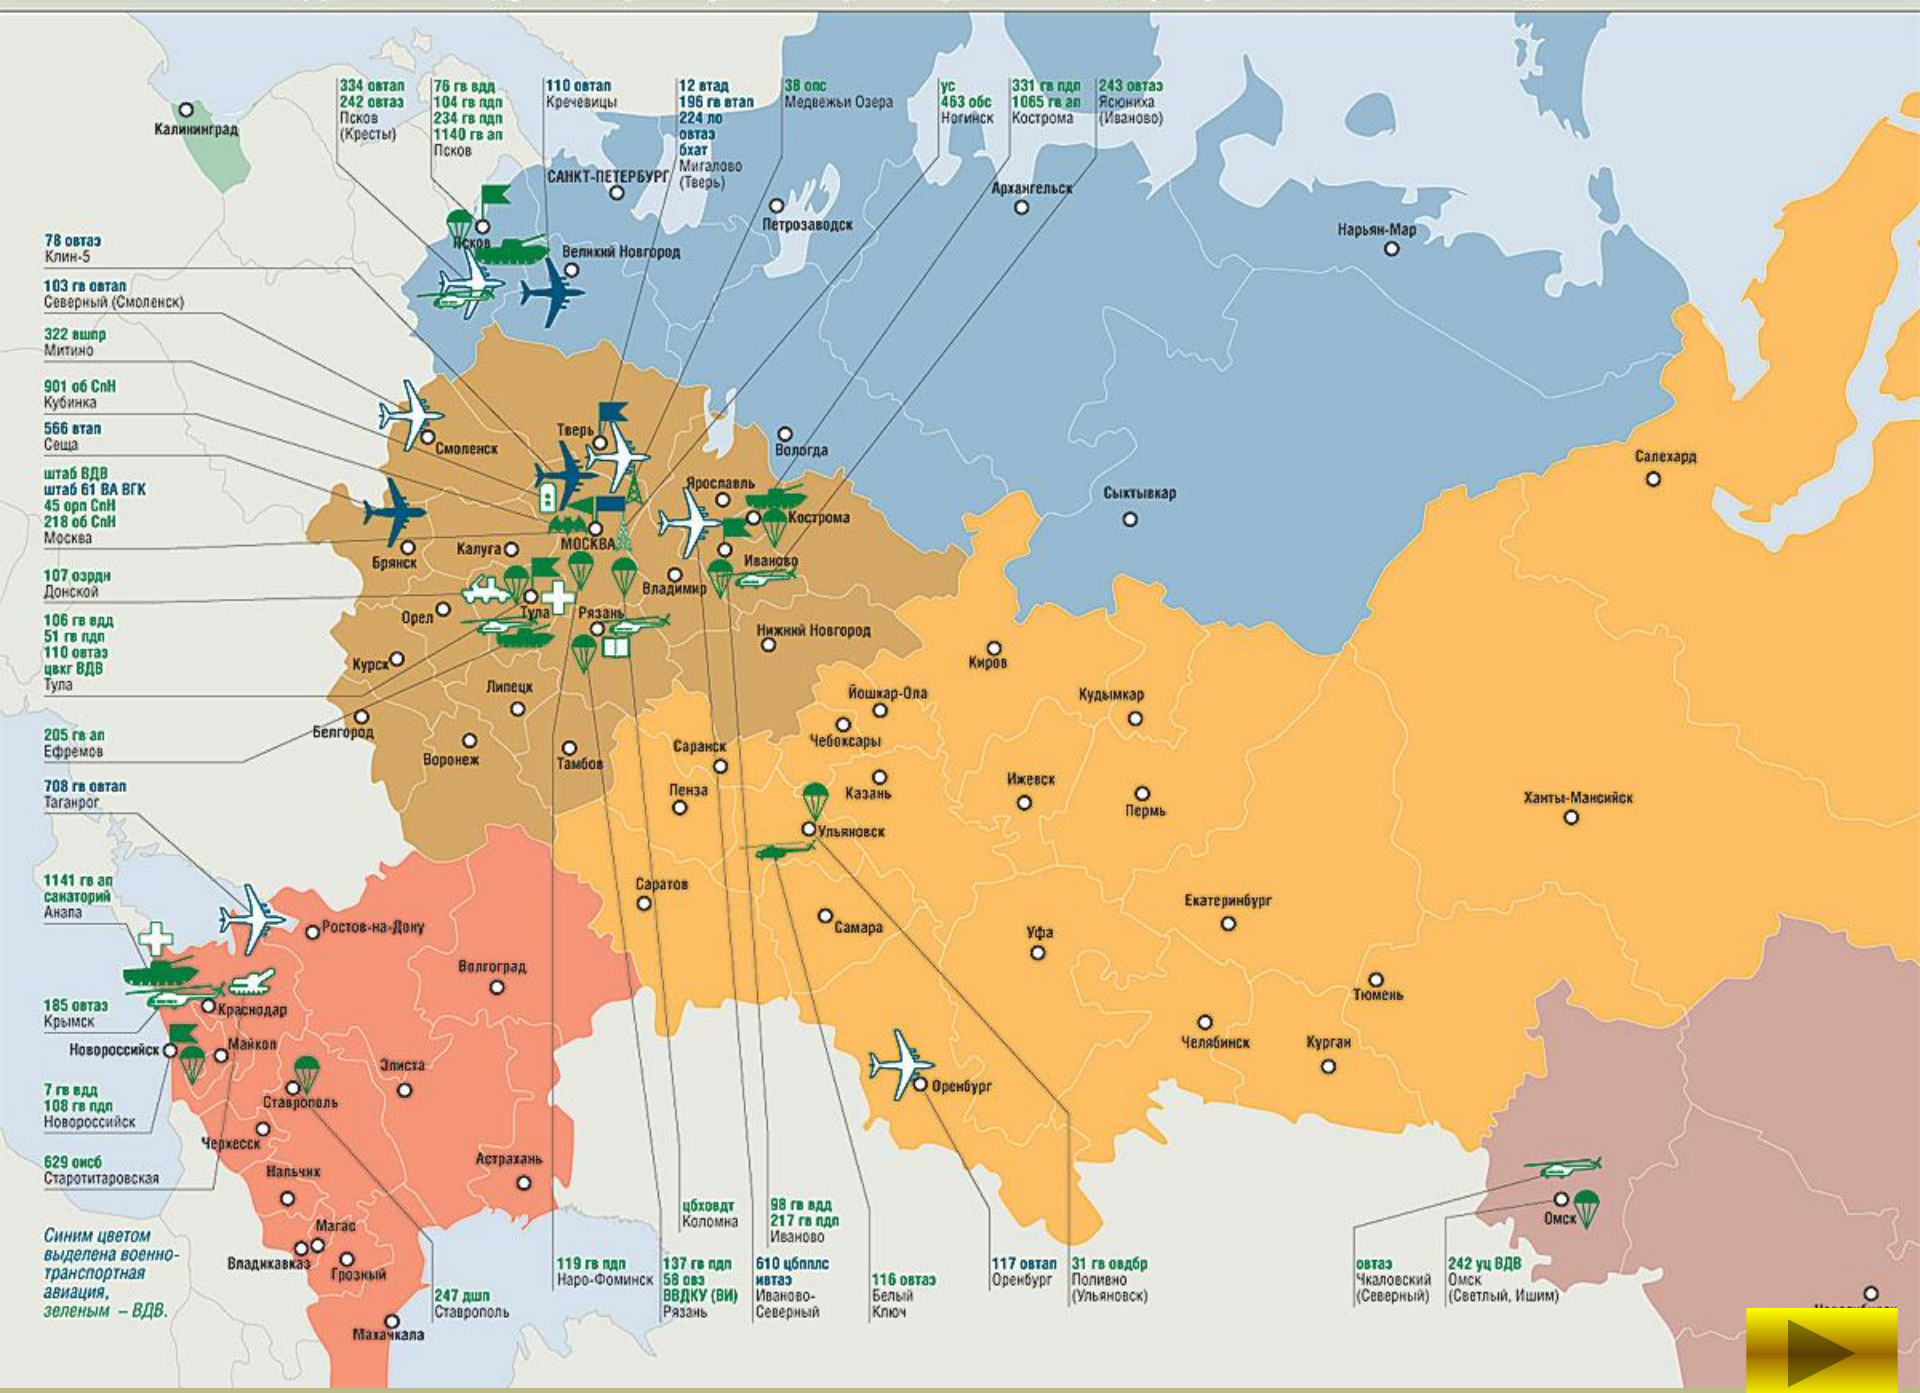 334 овтап
242 овтаэ
Псков
(Кресты)
76 гв вдд
104 гв пдп
234 гв пдп
1140 гв ап
Псков
110 овтап
Кречевицы
12 втад
196 гв втап
224 ло
овтаэ
бхат
Мигалово
(Тверь)
38 опс
Медвежьи Озера
ус
463 обс
Ногинск
331 гв пдп
1065 гв ап
Кострома
243 овтаэ
Ясюниха
(Иваново)
Калининград
САНКТ-ПЕТЕРБУРГ
Петрозаводск
Архангельск
Нарьян-Мар
Псков
Великий Новгород
78 овтаэ
Клин-5
103 гв овтап
Северный (Смоленск)
322 вшпр
Митино
901 об СпН
Кубинка
566 втап
Сеща
штаб ВДВ
штаб 61 ВА ВГК
45 орп СпН
218 об СпН
Москва
107 озрдн
Донской
106 гв вдд
51 гв пдп
110 овтаэ
цвкг ВДВ
Тула
205 гв ап
Ефремов
708 гв овтап
Таганрог
1141 гв ап
санаторий
Анапа
185 овтаэ
Крымск
Новороссийск
7 гв вдд
108 гв пдп
Новороссийск
629 оисб
Старотитаровская
Синим цветом
выделена военно-
транспортная
авиация,
зеленым – ВДВ.
Смоленск
Тверь
Вологда
Ярославль
Кострома
Сыктывкар
Салехард
Брянск
Калуга
МОСКВА
Владимир
Иваново
Орел
Тула
Рязань
Нижний Новгород
Курск
Липецк
Белгород
Воронеж
Тамбов
Киров
Йошкар-Ола
Кудымкар
Чебоксары
Саранск
Пенза
Казань
Ижевск
Пермь
Ханты-Мансийск
Ульяновск
Саратов
Самара
Екатеринбург
Уфа
Тюмень
Челябинск
Курган
Оренбург
Ростов-на-Дону
Волгоград
Краснодар
Майкоп
Элиста
Ставрополь
Черкесск
Астрахань
Нальчик
Магас
Владикавказ
Грозный
Махачкала
Омск
247 дшп
Ставрополь
119 гв пдп
Наро-Фоминск
цбховдт
Коломна
137 гв пдп
58 овэ
ВВДКУ (ВИ)
Рязань
98 гв вдд
217 гв пдп
Иваново
610 цбпплс
ивтаэ
Иваново-
Северный
116 овтаэ
Белый
Ключ
117 овтап
Оренбург
31 гв овдбр
Поливно
(Ульяновск)
овтаэ
Чкаловский
(Северный)
242 уц ВДВ
Омск
(Светлый, Ишим)